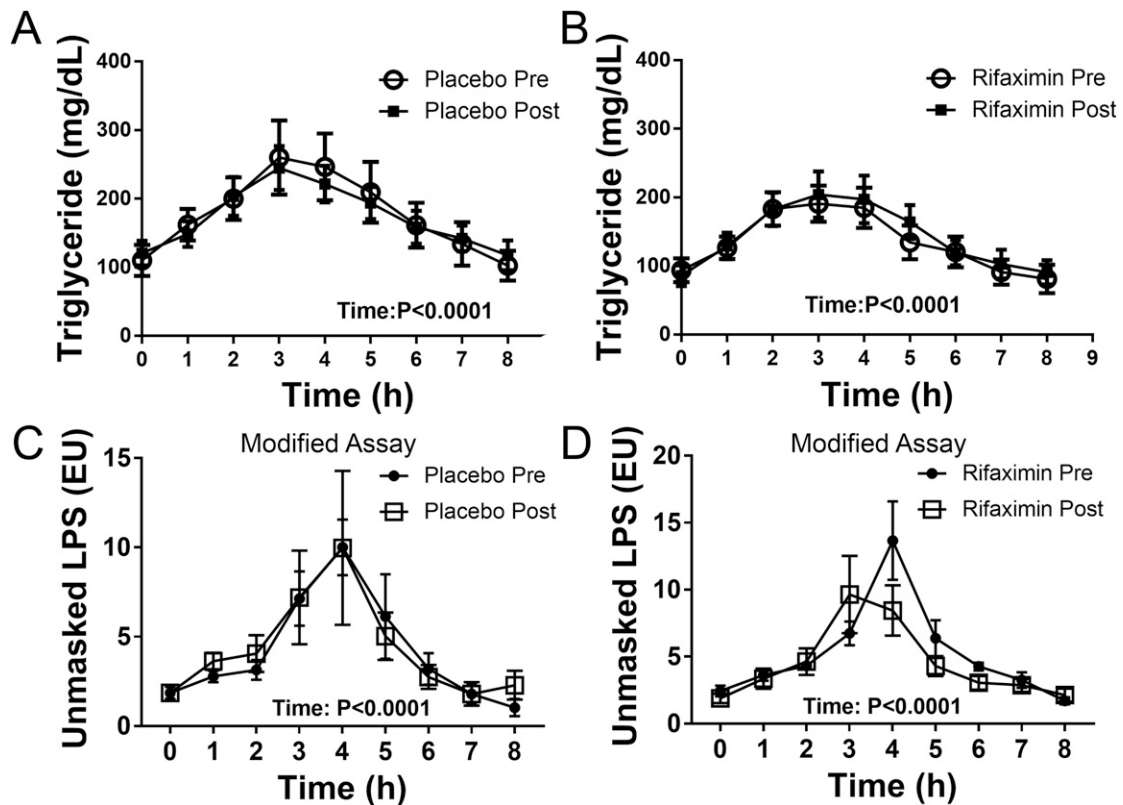 A
Triglyceride (mg/dL)
400
300
200
100
0
Placebo Pre
Placebo Post
Time:P<0.0001
0 1 2 3 4 5 6 7 8
Time (h)
B
Triglyceride (mg/dL)
400
300
200
100
0
Rifaximin Pre
Rifaximin Post
Time:P<0.0001
0 1 2 3 4 5 6 7 8 9
Time (h)
C
Modified Assay
Unmasked LPS (EU)
15
10
5
0
Placebo Pre
Placebo Post
Time: P<0.0001
0 1 2 3 4 5 6 7 8
Time (h)
D
Modified Assay
Unmasked LPS (EU)
20
15
10
5
0
Rifaximin Pre
Rifaximin Post
Time: P<0.0001
0 1 2 3 4 5 6 7 8
Time (h)